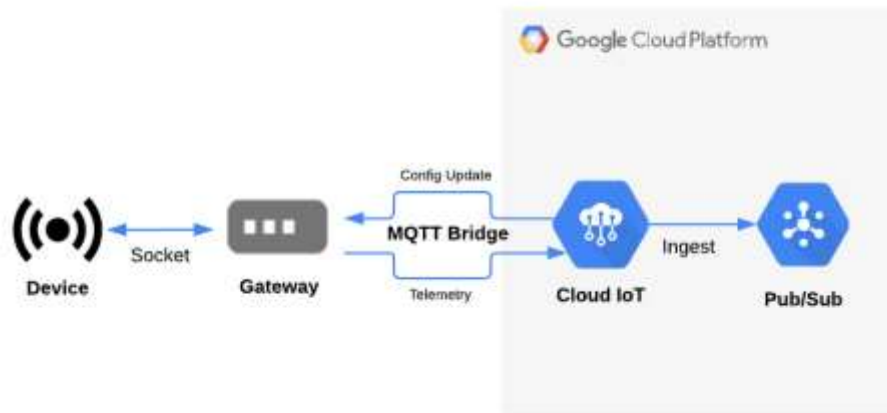 Google Cloud Platform
Config Update
MQTT Bridge
Socket
Ingest
Device
Gateway
Telemetry
Cloud IoT
Pub/Sub